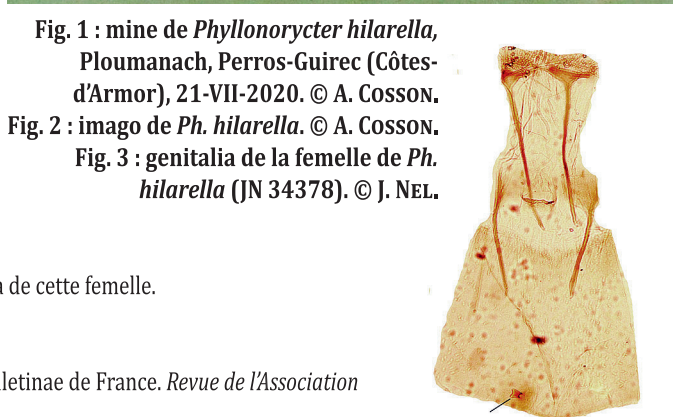 Fig. 1 : mine de Phyllonorycter hilarella,
Ploumanach, Perros-Guirec (Côtes-
d’Armor), 21-VII-2020. © A. Cosson.
Fig. 2 : imago de Ph. hilarella. © A. Cosson.
Fig. 3 : genitalia de la femelle de Ph.
hilarella (JN 34378). © J. Nel.
de cette femelle.
de France. Revue de l’Association